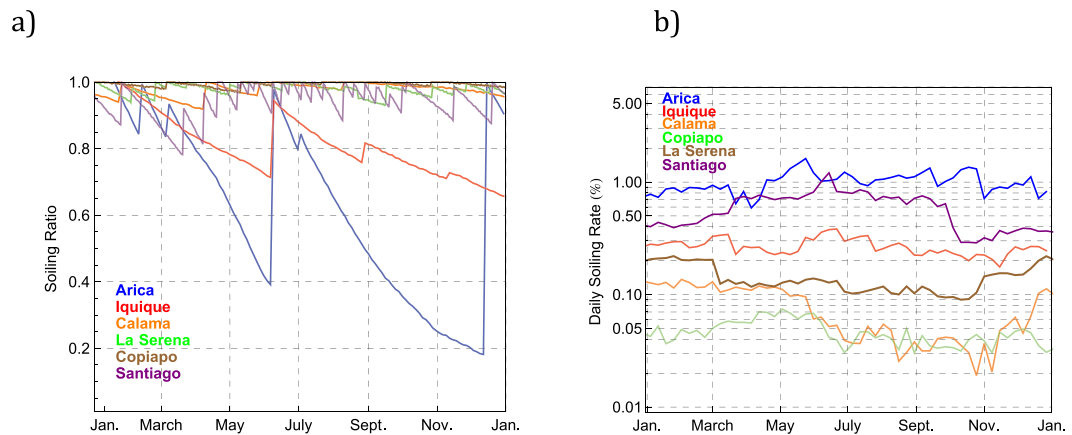 a)
1.0
0.8
0.6
0.4
0.2
Soiling Ratio
Arica
Iquique
Calama
La Serena
Copiapo
Santiago
Jan. March May July Sept. Nov. Jan.
b)
5.00
1.00
0.50
0.10
0.05
0.01
Daily Soiling Rate (%)
Arica
Iquique
Calama
Copiapo
La Serena
Santiago
Jan. March May July Sept. Nov. Jan.